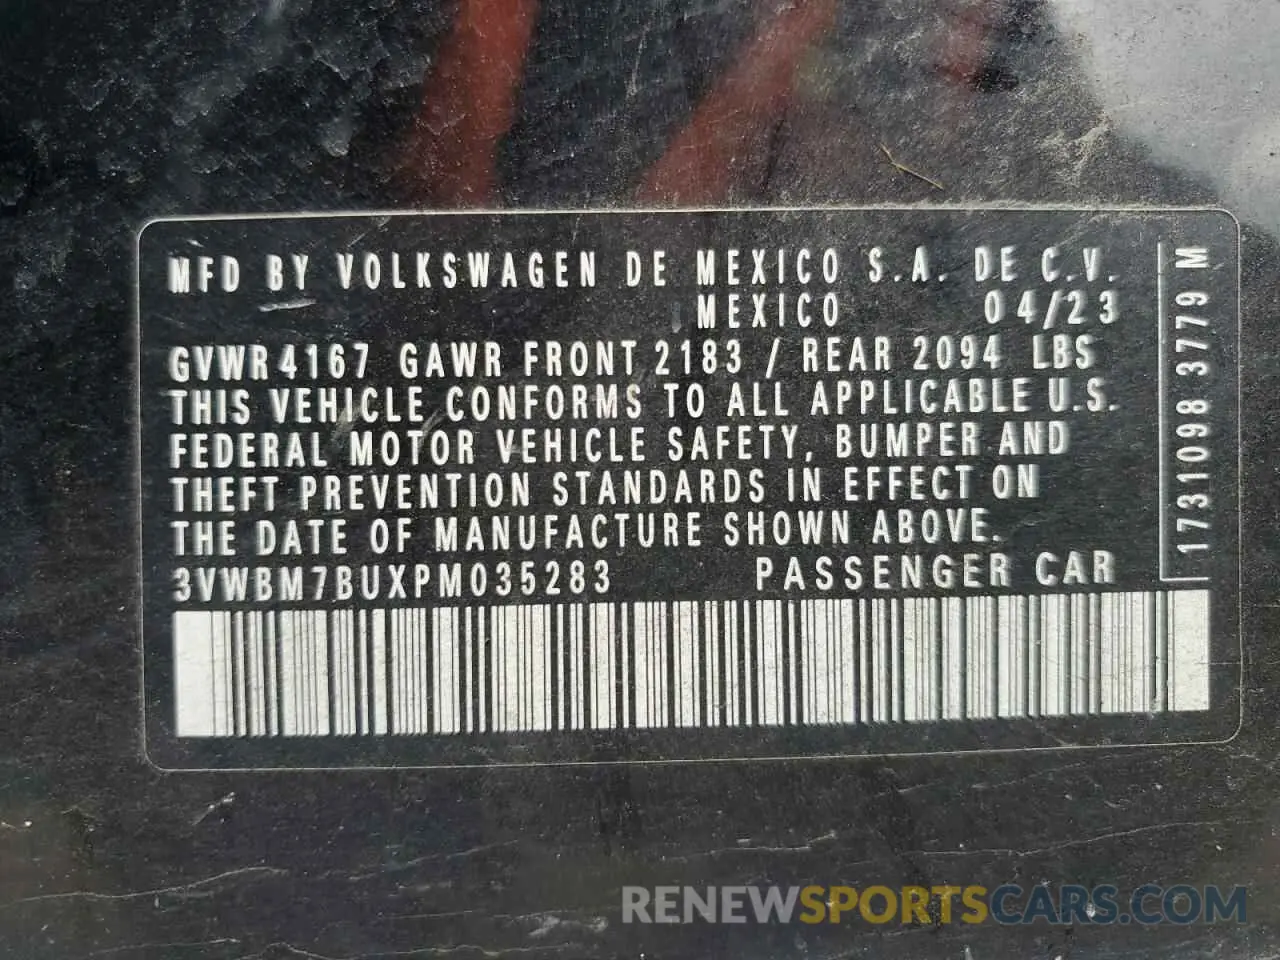 MFD BY VOLKSWAGEN DE MEXICO S.A. DE C.V.
MEXICO 04/23
GVWR 4167 GAWR FRONT 2183 / REAR 2094 LBS
THIS VEHICLE CONFORMS TO ALL APPLICABLE U.S.
FEDERAL MOTOR VEHICLE SAFETY, BUMPER AND
THEFT PREVENTION STANDARDS IN EFFECT ON
THE DATE OF MANUFACTURE SHOWN ABOVE.
3VWBM7BUXPM035283 PASSENGER CAR
1731098 3779 M
RENEWSPORTSCARS.COM